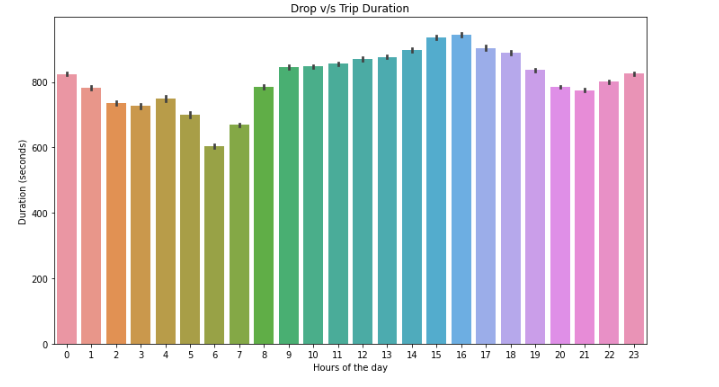 Drop v/s Trip Duration
Duration (seconds)
800
600
400
200
0
0 1 2 3 4 5 6 7 8 9 10 11 12 13 14 15 16 17 18 19 20 21 22 23
Hours of the day